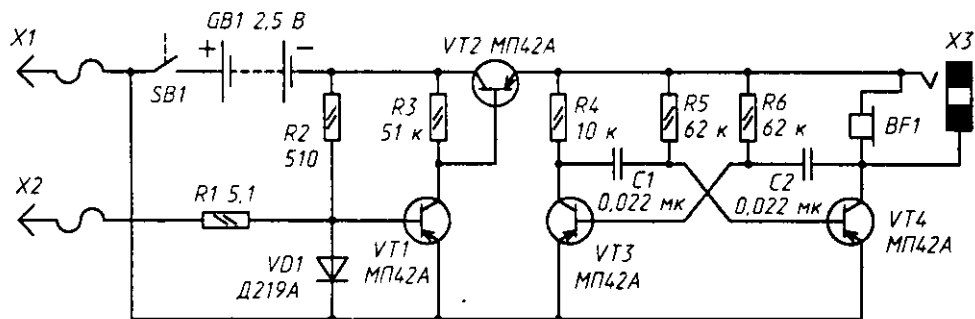 X1
GB1 2,5 В
+
−
SB1
VT2 МП42А
X3
R2
510
R3
51 к
R4
10 к
R5
62 к
R6
62 к
BF1
C1
0,022 мк
C2
0,022 мк
X2
R1 5,1
VT1
МП42А
VT3
МП42А
VT4
МП42А
VD1
Д219А